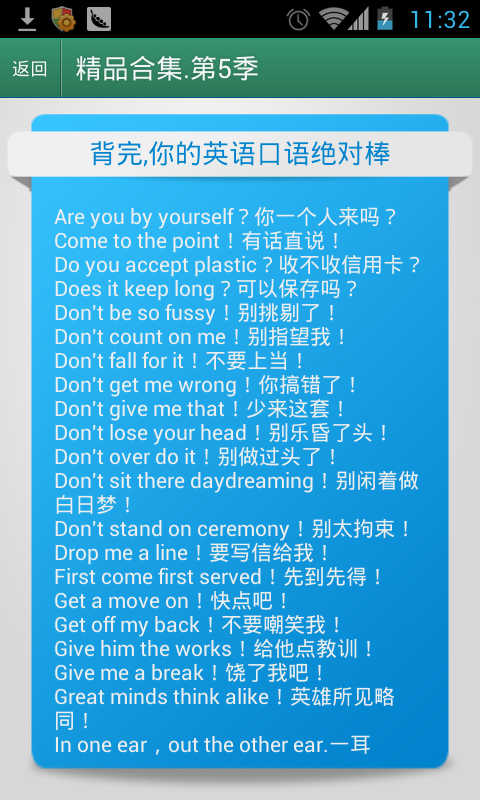 11:32
返回
精品合集.第5季
背完,你的英语口语绝对棒
Are you by yourself？你一个人来吗？
Come to the point！有话直说！
Do you accept plastic？收不收信用卡？
Does it keep long？可以保存吗？
Don't be so fussy！别挑剔了！
Don't count on me！别指望我！
Don't fall for it！不要上当！
Don't get me wrong！你搞错了！
Don't give me that！少来这套！
Don't lose your head！别乐昏了头！
Don't over do it！别做过头了！
Don't sit there daydreaming！别闲着做
白日梦！
Don't stand on ceremony！别太拘束！
Drop me a line！要写信给我！
First come first served！先到先得！
Get a move on！快点吧！
Get off my back！不要嘲笑我！
Give him the works！给他点教训！
Give me a break！饶了我吧！
Great minds think alike！英雄所见略
同！
In one ear，out the other ear.一耳